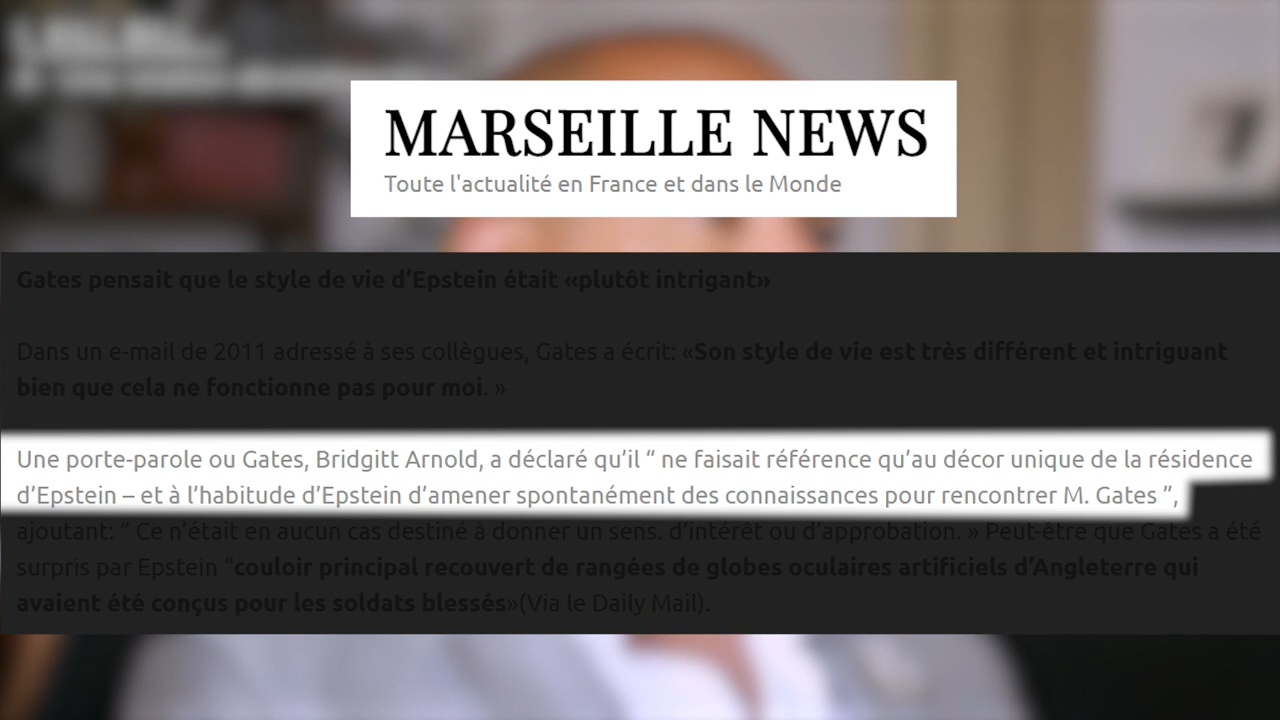 MARSEILLE NEWS
Toute l'actualité en France et dans le Monde
Gates pensait que le style de vie d’Epstein était «plutôt intrigant»
Dans un e-mail de 2011 adressé à ses collègues, Gates a écrit: «Son style de vie est très différent et intriguant
bien que cela ne fonctionne pas pour moi. »
Une porte-parole ou Gates, Bridgitt Arnold, a déclaré qu’il “ ne faisait référence qu’au décor unique de la résidence
d’Epstein – et à l’habitude d’Epstein d’amener spontanément des connaissances pour rencontrer M. Gates ”,
ajoutant: “ Ce n’était en aucun cas destiné à donner un sens. d’intérêt ou d’approbation. » Peut-être que Gates a été
surpris par Epstein “couloir principal recouvert de rangées de globes oculaires artificiels d’Angleterre qui
avaient été conçus pour les soldats blessés»(Via le Daily Mail).